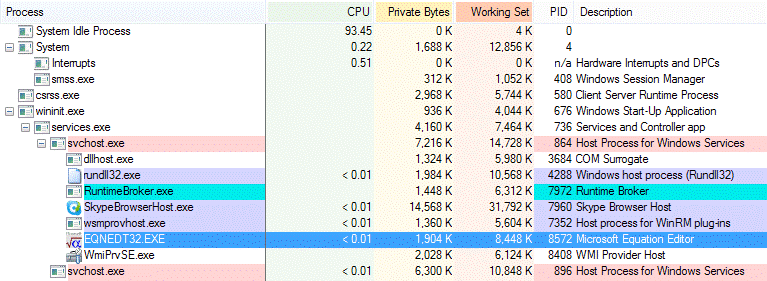 Process CPU Private Bytes Working Set PID Description
System Idle Process 93.45 0 K 4 K 0
System 0.22 1,688 K 12,856 K 4
Interrupts 0.51 0 K 0 K n/a Hardware Interrupts and DPCs
smss.exe 312 K 1,052 K 408 Windows Session Manager
csrss.exe 2,968 K 5,744 K 580 Client Server Runtime Process
wininit.exe 936 K 4,044 K 676 Windows Start-Up Application
services.exe 4,160 K 7,464 K 736 Services and Controller app
svchost.exe 7,216 K 14,728 K 864 Host Process for Windows Services
dllhost.exe 1,324 K 5,980 K 3684 COM Surrogate
rundll32.exe < 0.01 1,984 K 10,568 K 4288 Windows host process (Rundll32)
RuntimeBroker.exe 1,448 K 6,312 K 7972 Runtime Broker
SkypeBrowserHost.exe < 0.01 14,568 K 31,792 K 7960 Skype Browser Host
wsmprovhost.exe < 0.01 1,360 K 5,604 K 7352 Host process for WinRM plug-ins
EQNEDT32.EXE < 0.01 1,904 K 8,448 K 8572 Microsoft Equation Editor
WmiPrvSE.exe 2,028 K 6,124 K 8408 WMI Provider Host
svchost.exe < 0.01 6,300 K 10,848 K 896 Host Process for Windows Services